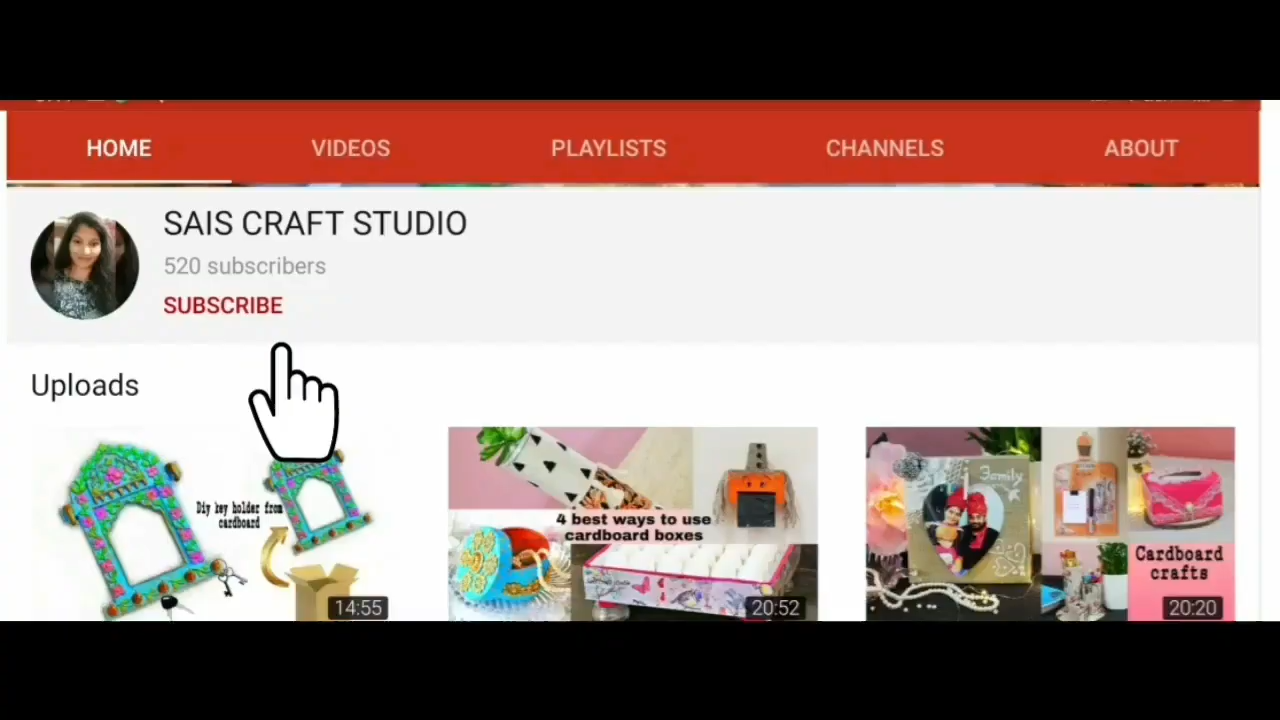 HOME
VIDEOS
PLAYLISTS
CHANNELS
ABOUT
SAIS CRAFT STUDIO
520 subscribers
SUBSCRIBE
Uploads
Diy key holder from
cardboard
14:55
4 best ways to use
cardboard boxes
20:52
Family
Cardboard
crafts
20:20